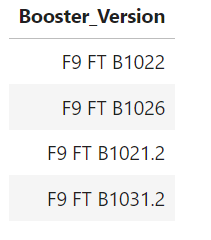 Booster_Version
F9 FT B1022
F9 FT B1026
F9 FT B1021.2
F9 FT B1031.2